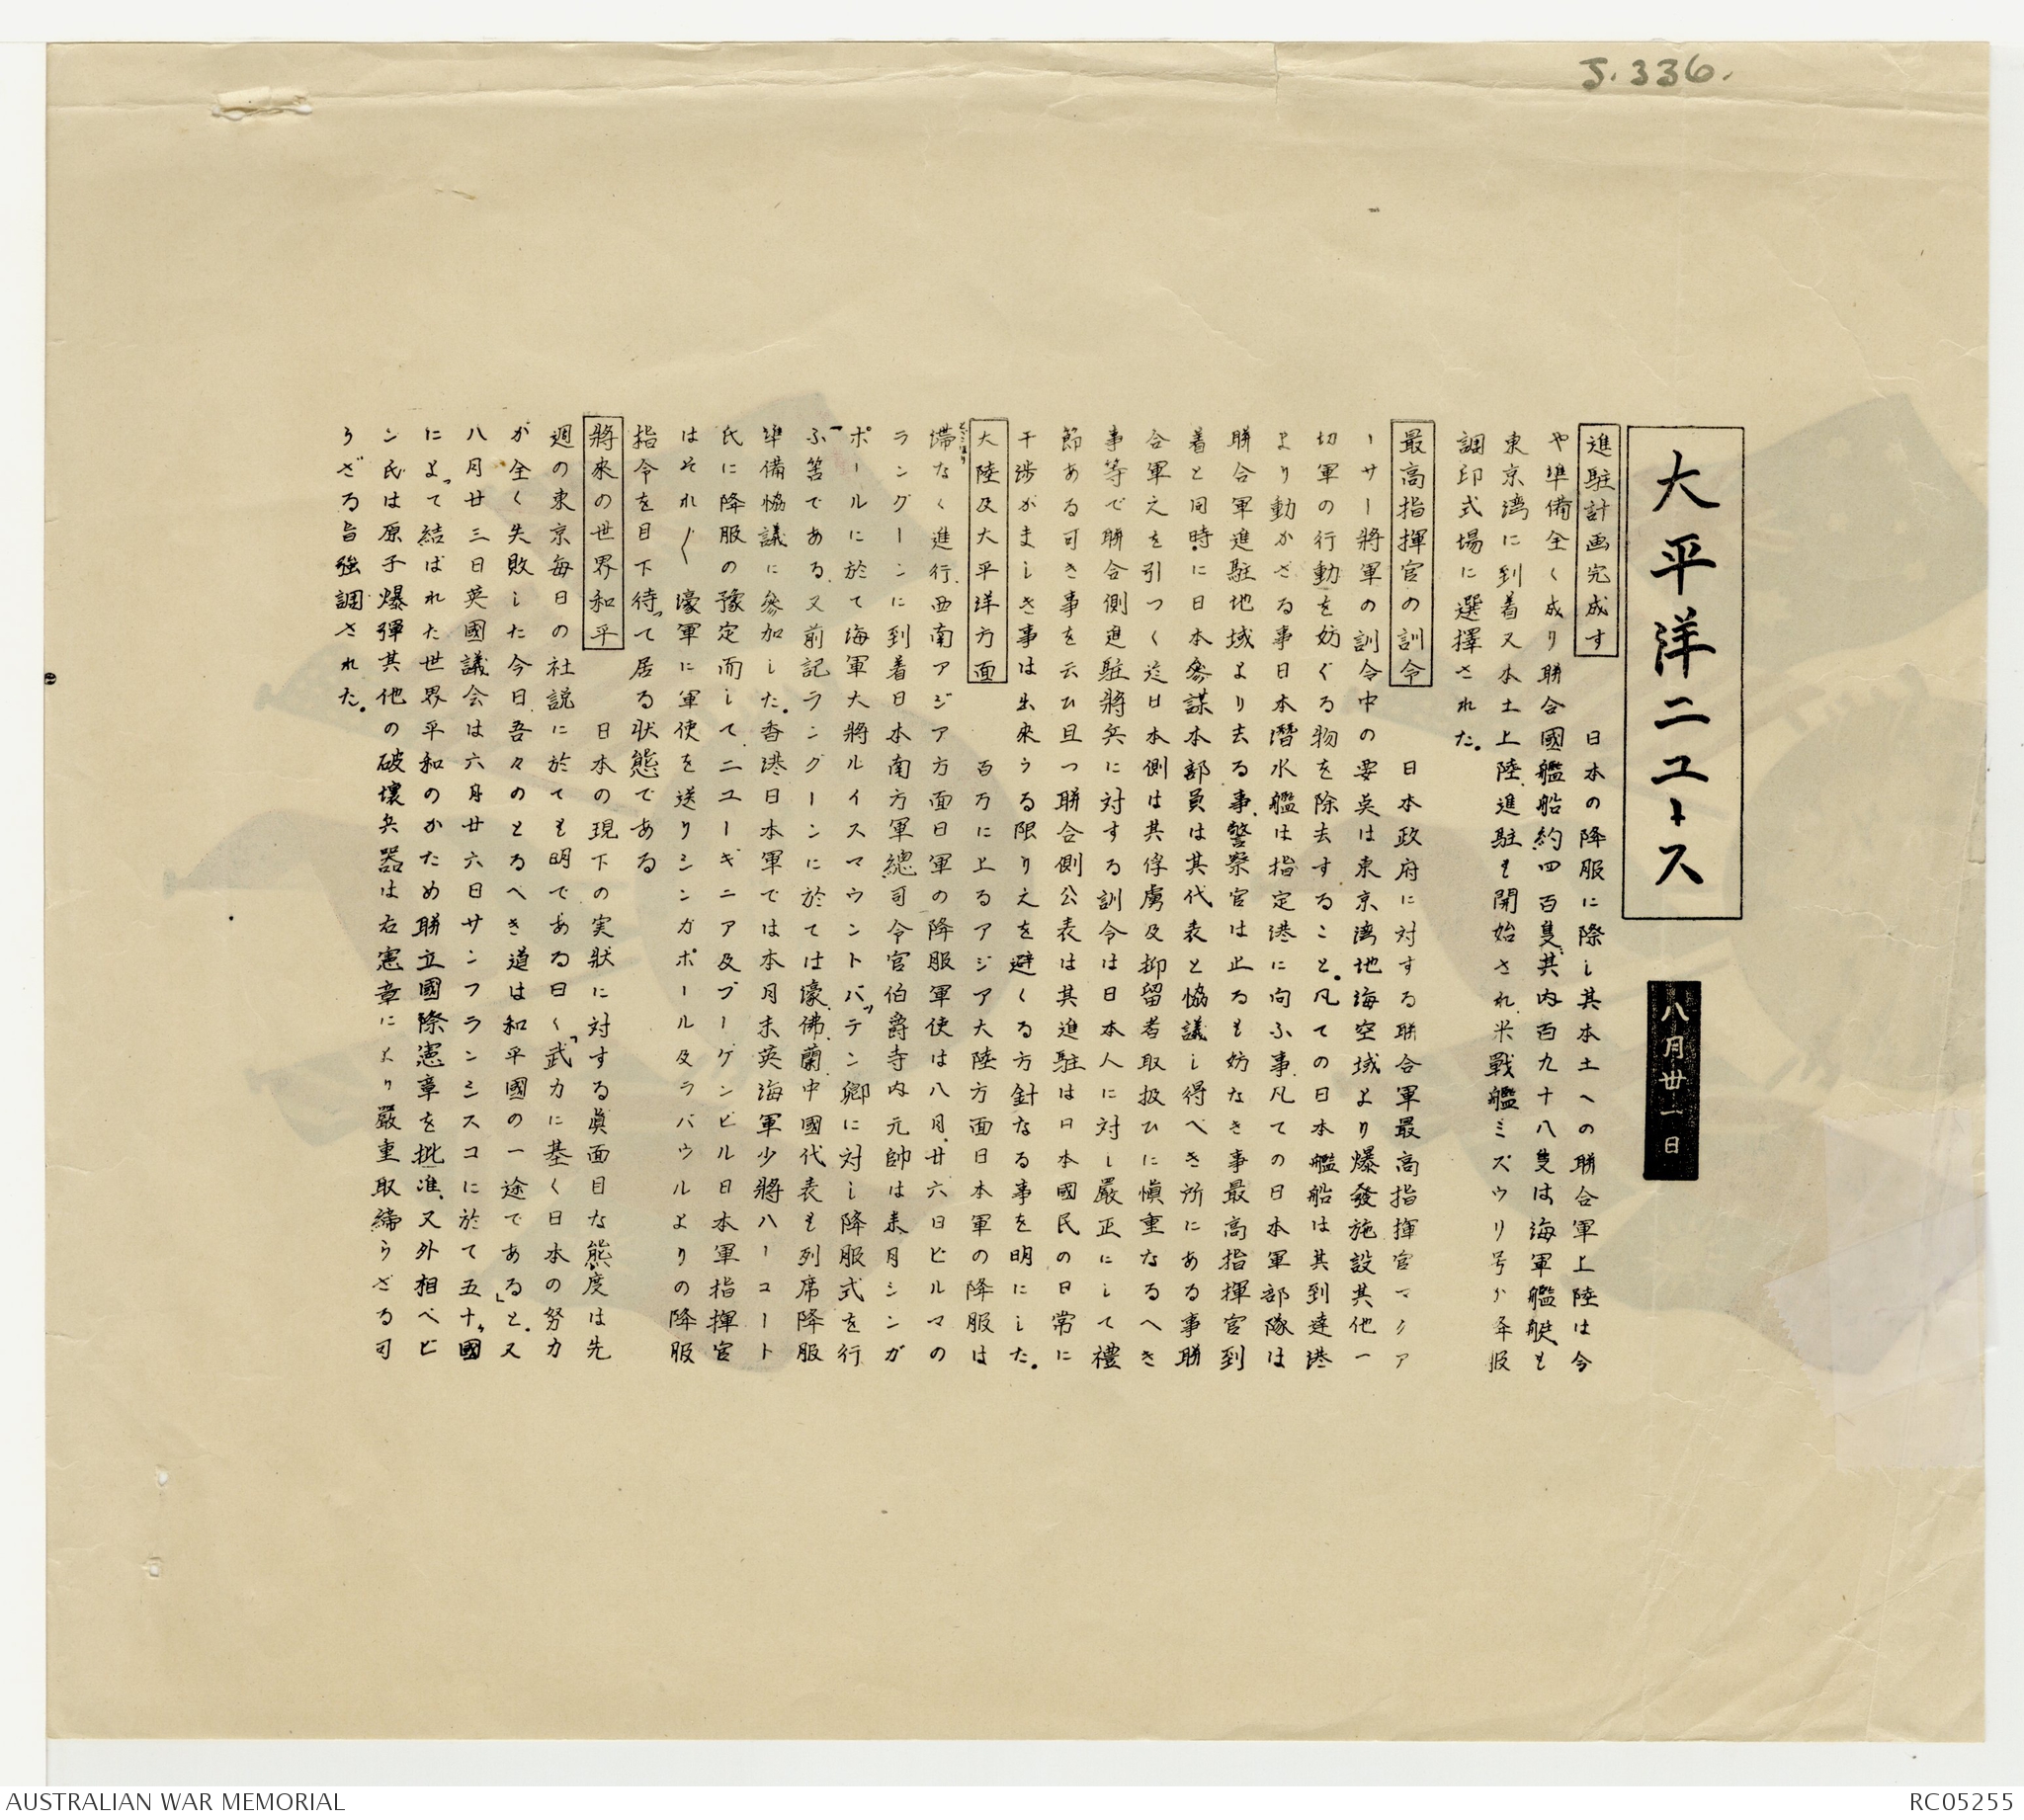 J.336.
大平洋ニュース
八月卅一日
進駐計画完成す
日本の降服に際し其本土への聯合軍上陸は今
や準備全く成り聯合國艦船約四百隻、其内百九十八隻は海軍艦艇、も
東京湾に到着又本土上陸、進駐も開始され、米戰艦ミズウリ号が降服
調印式場に選擇された。
最高指揮官の訓令
日本政府に対する聯合軍最高指揮官マクア
ーサー將軍の訓令中の要点は東京湾地海空域より爆發施設其他一
切軍の行動を妨ぐる物を除去すること。凡ての日本艦船は其到達港
より動かざる事日本潛水艦は指定港に向ふ事、凡ての日本軍部隊は
聯合軍進駐地域より去る事、警察官は止るも妨なき事最高指揮官到
着と同時に日本參謀本部員は其代表と協議し得べき所にある事聯
合軍之を引つぐ迄日本側は其俘虜及抑留者取扱ひに愼重なるへき
事等で聯合側進駐將兵に対する訓令は日本人に対し嚴正にして禮
節ある可き事を云ひ且つ聯合側公表は其進駐は日本國民の日常に
干渉がましき事は出來うる限り之を避くる方針なる事を明にした。
大陸及大平洋方面
百万に上るアジア大陸方面日本軍の降服は
滯なく進行、西南アジア方面日軍の降服軍使は八月廿六日ビルマの
ラングーンに到着日本南方軍總司令官伯爵寺内元帥は来月シンガ
ポールに於て海軍大將ルイスマウントバッテン卿に対し降服式を行
ふ筈である、又前記ラングーンに於ては濠、佛、蘭、中國代表も列席降服
準備協議に參加した。香港日本軍では本月末英海軍少將ハーコート
氏に降服の豫定而して、ニューギニア及ブーゲンビル日本軍指揮官
はそれ〲濠軍に軍使を送りシンガポール及ラバウルよりの降服
指令を目下待って居る状態である
將來の世界和平
日本の現下の実狀に対する眞面目な態度は先
週の東京毎日の社説に於ても明である曰く「武力に基く日本の努力
が全く失敗した今日、吾々のとるべき道は和平國の一途である」と。又
八月廿三日英國議会は六月廿六日サンフランシスコに於て五十ヶ國
によって結ばれた世界平和のかため聯立國際憲章を批准、又外相ベビ
ン氏は原子爆彈其他の破壊兵器は右憲章により嚴重取締らざる可
らざる旨強調された。
AUSTRALIAN WAR MEMORIAL
RC05255